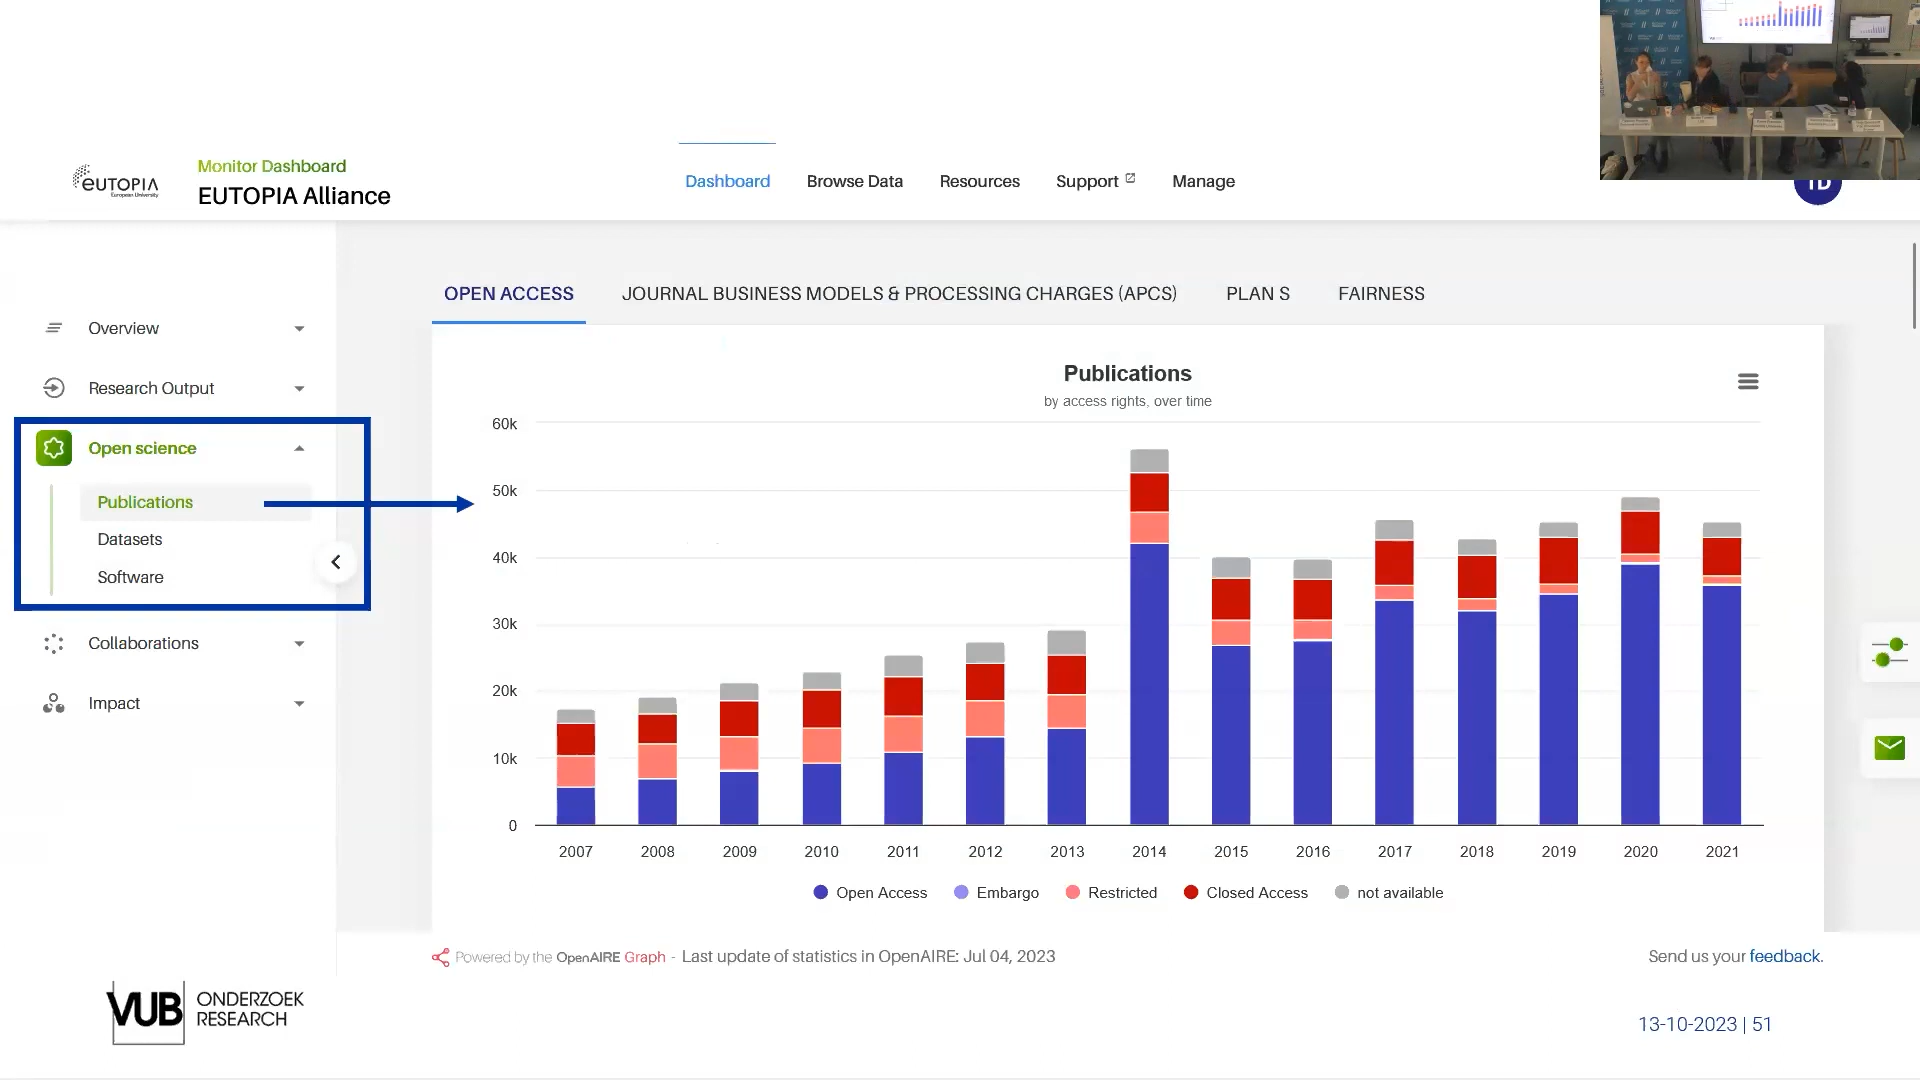 EUTOPIA
European University
Monitor Dashboard
EUTOPIA Alliance
Dashboard
Browse Data
Resources
Support
Manage
TD
Overview
Research Output
Open science
Publications
Datasets
Software
Collaborations
Impact
OPEN ACCESS
JOURNAL BUSINESS MODELS & PROCESSING CHARGES (APCS)
PLAN S
FAIRNESS
Publications
by access rights, over time
60k
50k
40k
30k
20k
10k
0
2007 2008 2009 2010 2011 2012 2013 2014 2015 2016 2017 2018 2019 2020 2021
Open Access Embargo Restricted Closed Access not available
Powered by the OpenAIRE Graph - Last update of statistics in OpenAIRE: Jul 04, 2023
Send us your feedback.
VUB
ONDERZOEK
RESEARCH
13-10-2023 | 51